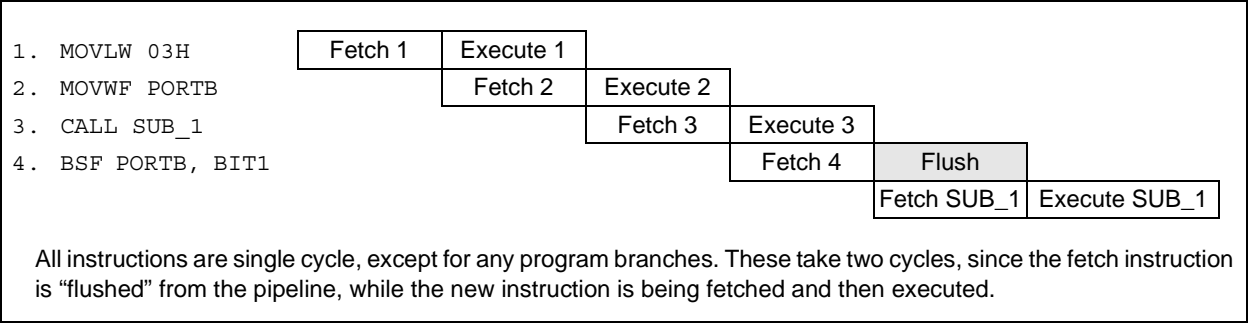 1. MOVLW 03H Fetch 1 Execute 1
2. MOVWF PORTB Fetch 2 Execute 2
3. CALL SUB_1 Fetch 3 Execute 3
4. BSF PORTB, BIT1 Fetch 4 Flush
Fetch SUB_1 Execute SUB_1
All instructions are single cycle, except for any program branches. These take two cycles, since the fetch instruction
is “flushed” from the pipeline, while the new instruction is being fetched and then executed.